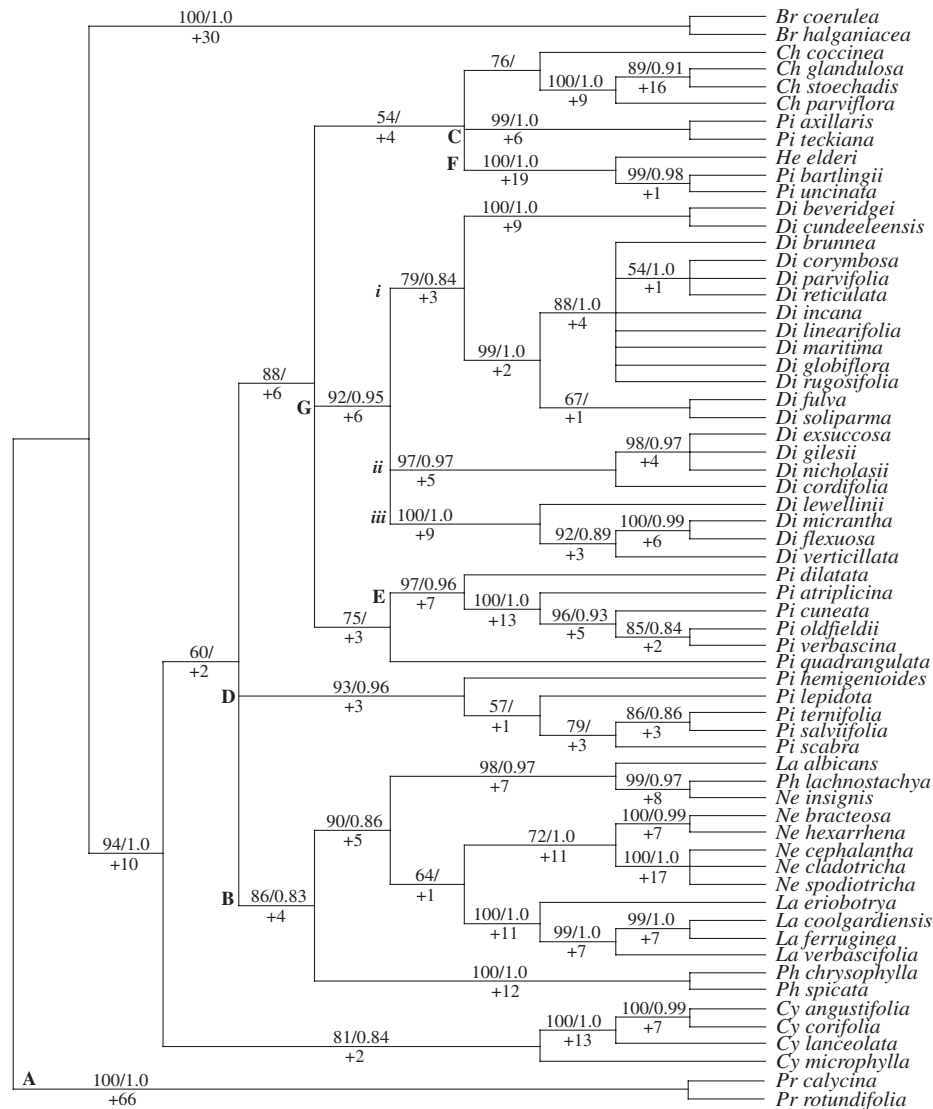 100/1.0
+30
Br coerulea
Br halganiacea
76/
Ch coccinea
100/1.0
+9
89/0.91
+16
Ch glandulosa
Ch stoechadis
Ch parviflora
54/
+4
C
99/1.0
+6
Pi axillaris
Pi teckiana
F
100/1.0
+19
He elderi
99/0.98
+1
Pi bartlingii
Pi uncinata
100/1.0
+9
Di beveridgei
Di cundeeleensis
i
79/0.84
+3
Di brunnea
54/1.0
+1
Di corymbosa
Di parvifolia
Di reticulata
88/1.0
+4
Di incana
Di linearifolia
Di maritima
Di globiflora
Di rugosifolia
99/1.0
+2
67/
+1
Di fulva
Di soliparma
88/
+6
G
92/0.95
+6
ii
97/0.97
+5
98/0.97
+4
Di exsuccosa
Di gilesii
Di nicholasii
Di cordifolia
iii
100/1.0
+9
Di lewellinii
92/0.89
+3
100/0.99
+6
Di micrantha
Di flexuosa
Di verticillata
E
97/0.96
+7
Pi dilatata
100/1.0
+13
Pi atriplicina
96/0.93
+5
Pi cuneata
85/0.84
+2
Pi oldfieldii
Pi verbascina
75/
+3
Pi quadrangulata
60/
+2
D
93/0.96
+3
Pi hemigenioides
57/
+1
Pi lepidota
79/
+3
86/0.86
+3
Pi ternifolia
Pi salviifolia
Pi scabra
98/0.97
+7
La albicans
99/0.97
+8
Ph lachnostachya
Ne insignis
90/0.86
+5
72/1.0
+11
100/0.99
+7
Ne bracteosa
Ne hexarrhena
100/1.0
+17
Ne cephalantha
Ne cladotricha
Ne spodiotricha
64/
+1
B
86/0.83
+4
100/1.0
+11
La eriobotrya
99/1.0
+7
99/1.0
+7
La coolgardiensis
La ferruginea
La verbascifolia
100/1.0
+12
Ph chrysophylla
Ph spicata
94/1.0
+10
81/0.84
+2
100/1.0
+13
100/0.99
+7
Cy angustifolia
Cy corifolia
Cy lanceolata
Cy microphylla
A
100/1.0
+66
Pr calycina
Pr rotundifolia